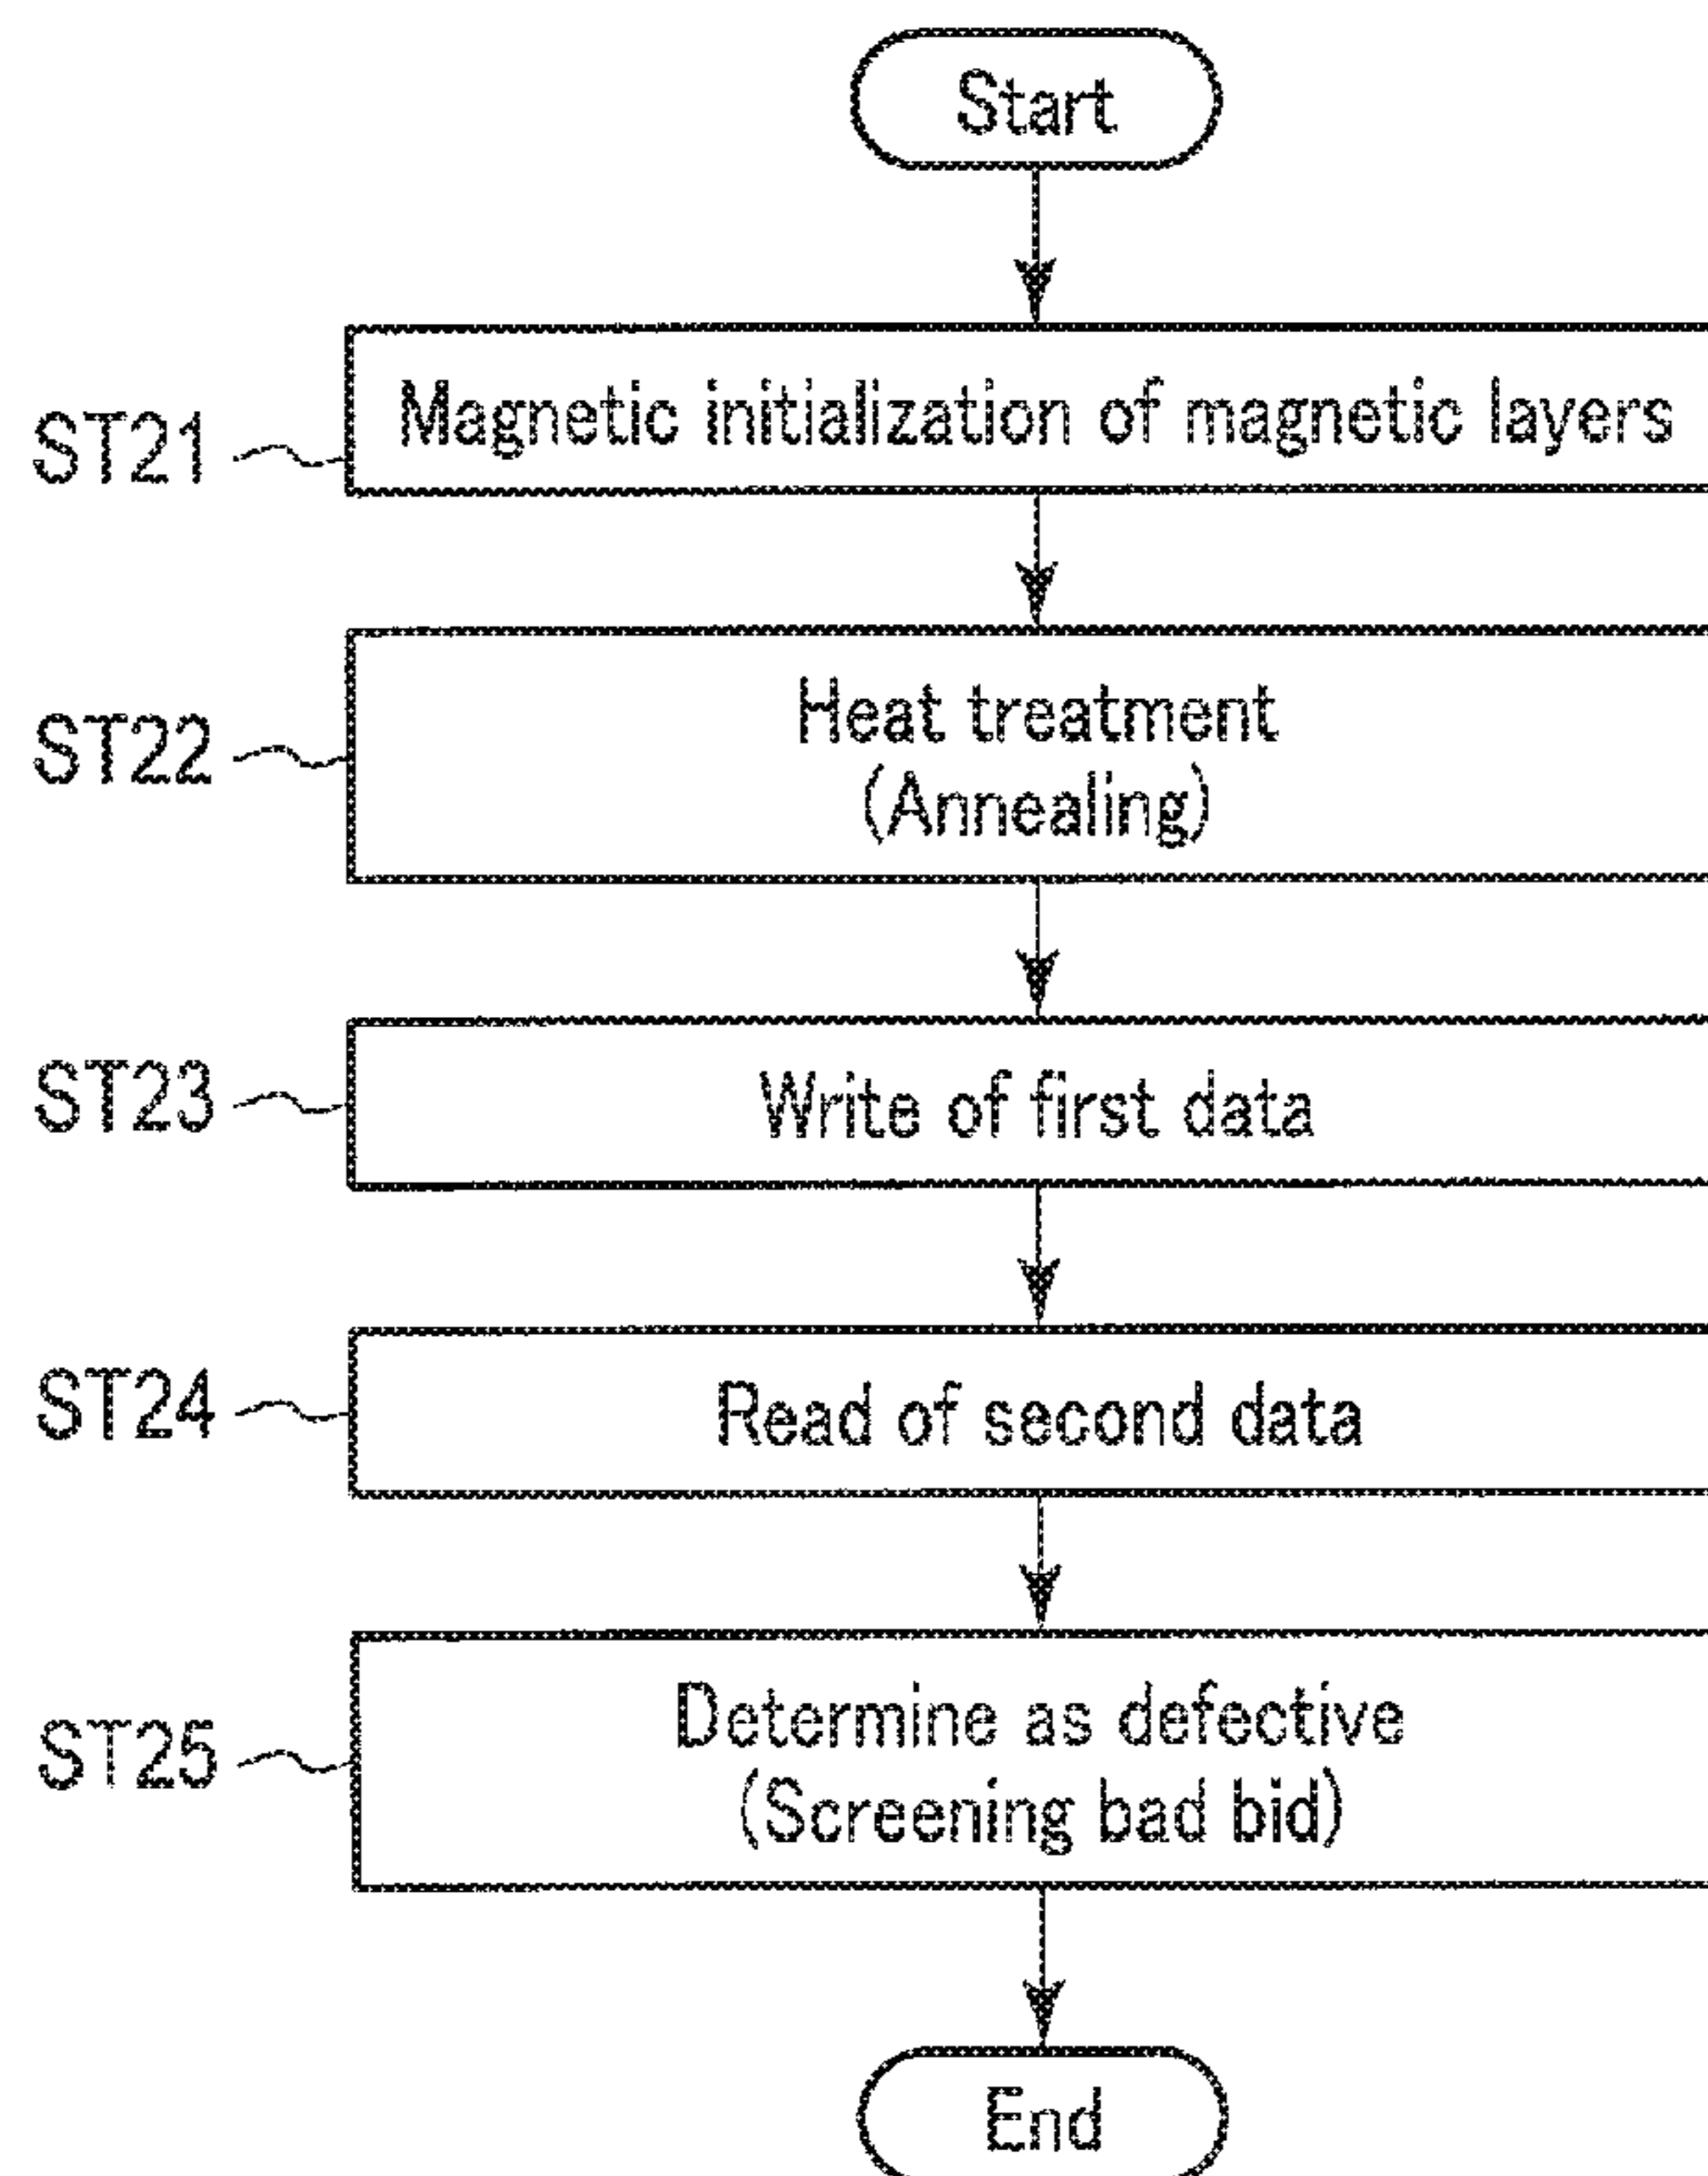 Start
ST21
Magnetic initialization of magnetic layers
ST22
Heat treatment
(Annealing)
ST23
Write of first data
ST24
Read of second data
ST25
Determine as defective
(Screening bad bid)
End